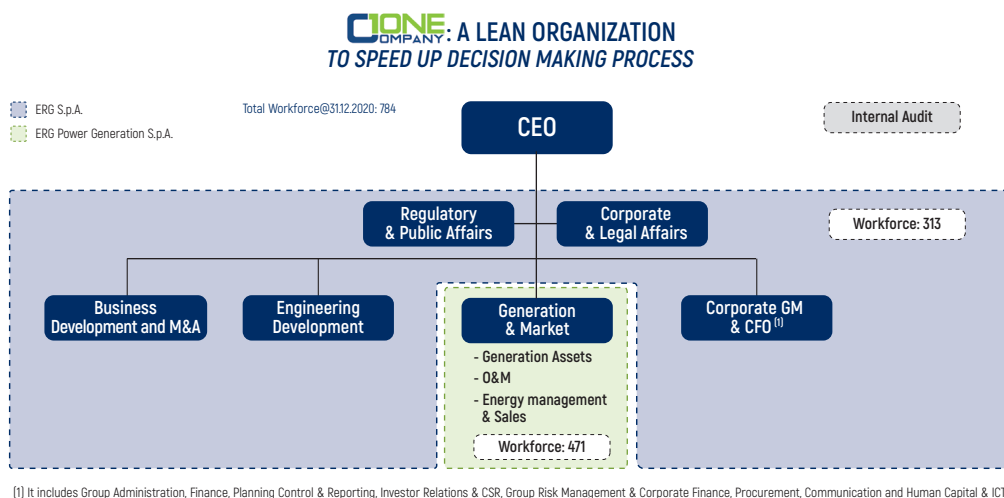 ONE COMPANY: A LEAN ORGANIZATION
TO SPEED UP DECISION MAKING PROCESS
ERG S.p.A.
Total Workforce@31.12.2020: 784
CEO
Internal Audit
ERG Power Generation S.p.A.
Regulatory
& Public Affairs
Corporate
& Legal Affairs
Workforce: 313
Business
Development and M&A
Engineering
Development
Generation
& Market
Corporate GM
& CFO (1)
- Generation Assets
- O&M
- Energy management
& Sales
Workforce: 471
(1) It includes Group Administration, Finance, Planning Control & Reporting, Investor Relations & CSR, Group Risk Management & Corporate Finance, Procurement, Communication and Human Capital & ICT